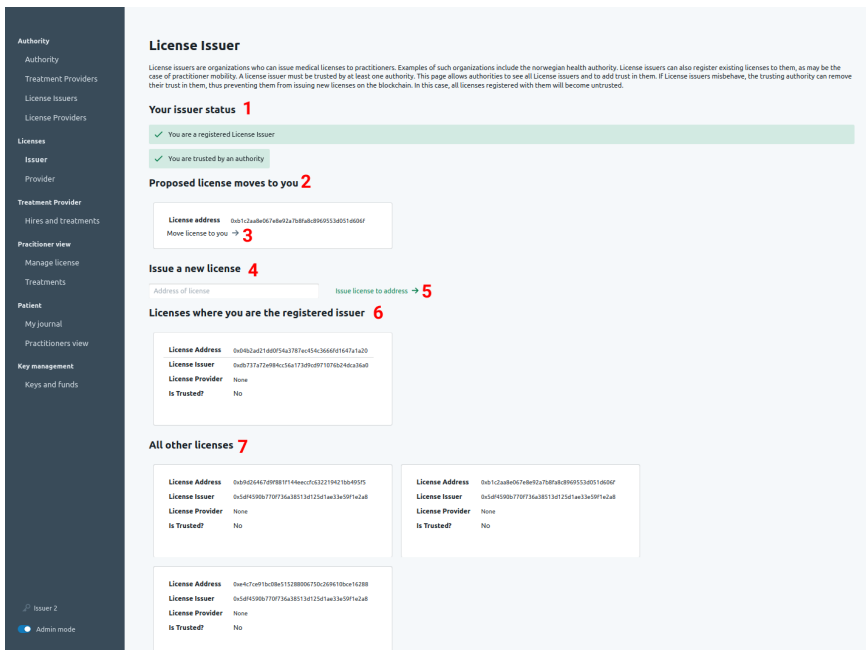 Authority
Authority
Treatment Providers
License Issuers
License Providers
Licenses
Issuer
Provider
Treatment Provider
Hires and treatments
Pracitioner view
Manage license
Treatments
Patient
My journal
Practitioners view
Key management
Keys and funds
Issuer 2
Admin mode
License Issuer
License issuers are organizations who can issue medical licenses to practitioners. Examples of such organizations include the norwegian health authority. License issuers can also register existing licenses to them, as may be the
case of practitioner mobility. A license issuer must be trusted by at least one authority. This page allows authorities to see all License issuers and to add trust in them. If License issuers misbehave, the trusting authority can remove
their trust in them, thus preventing them from issuing new licenses on the blockchain. In this case, all licenses registered with them will become untrusted.
Your issuer status 1
You are a registered License Issuer
You are trusted by an authority
Proposed license moves to you 2
License address 0xb1c2aa8e067e8e92a7b8fa8c8969553d051d606f
Move license to you → 3
Issue a new license 4
Address of license Issue license to address → 5
Licenses where you are the registered issuer 6
License Address 0x04b2ad21dd0f54a3787ec454c3666fd1647a1a20
License Issuer 0xdb737a72e984cc56a173d9cd971076b24dca36a0
License Provider None
Is Trusted? No
All other licenses 7
License Address 0xb9d26467d9f881f144eeccfc632219421bb495f5
License Issuer 0x5df4590b770f736a38513d125d1ae33e59f1e2a8
License Provider None
Is Trusted? No
License Address 0xb1c2aa8e067e8e92a7b8fa8c8969553d051d606f
License Issuer 0x5df4590b770f736a38513d125d1ae33e59f1e2a8
License Provider None
Is Trusted? No
License Address 0xe4c7ce91bc08e515288006750c269610bce16288
License Issuer 0x5df4590b770f736a38513d125d1ae33e59f1e2a8
License Provider None
Is Trusted? No